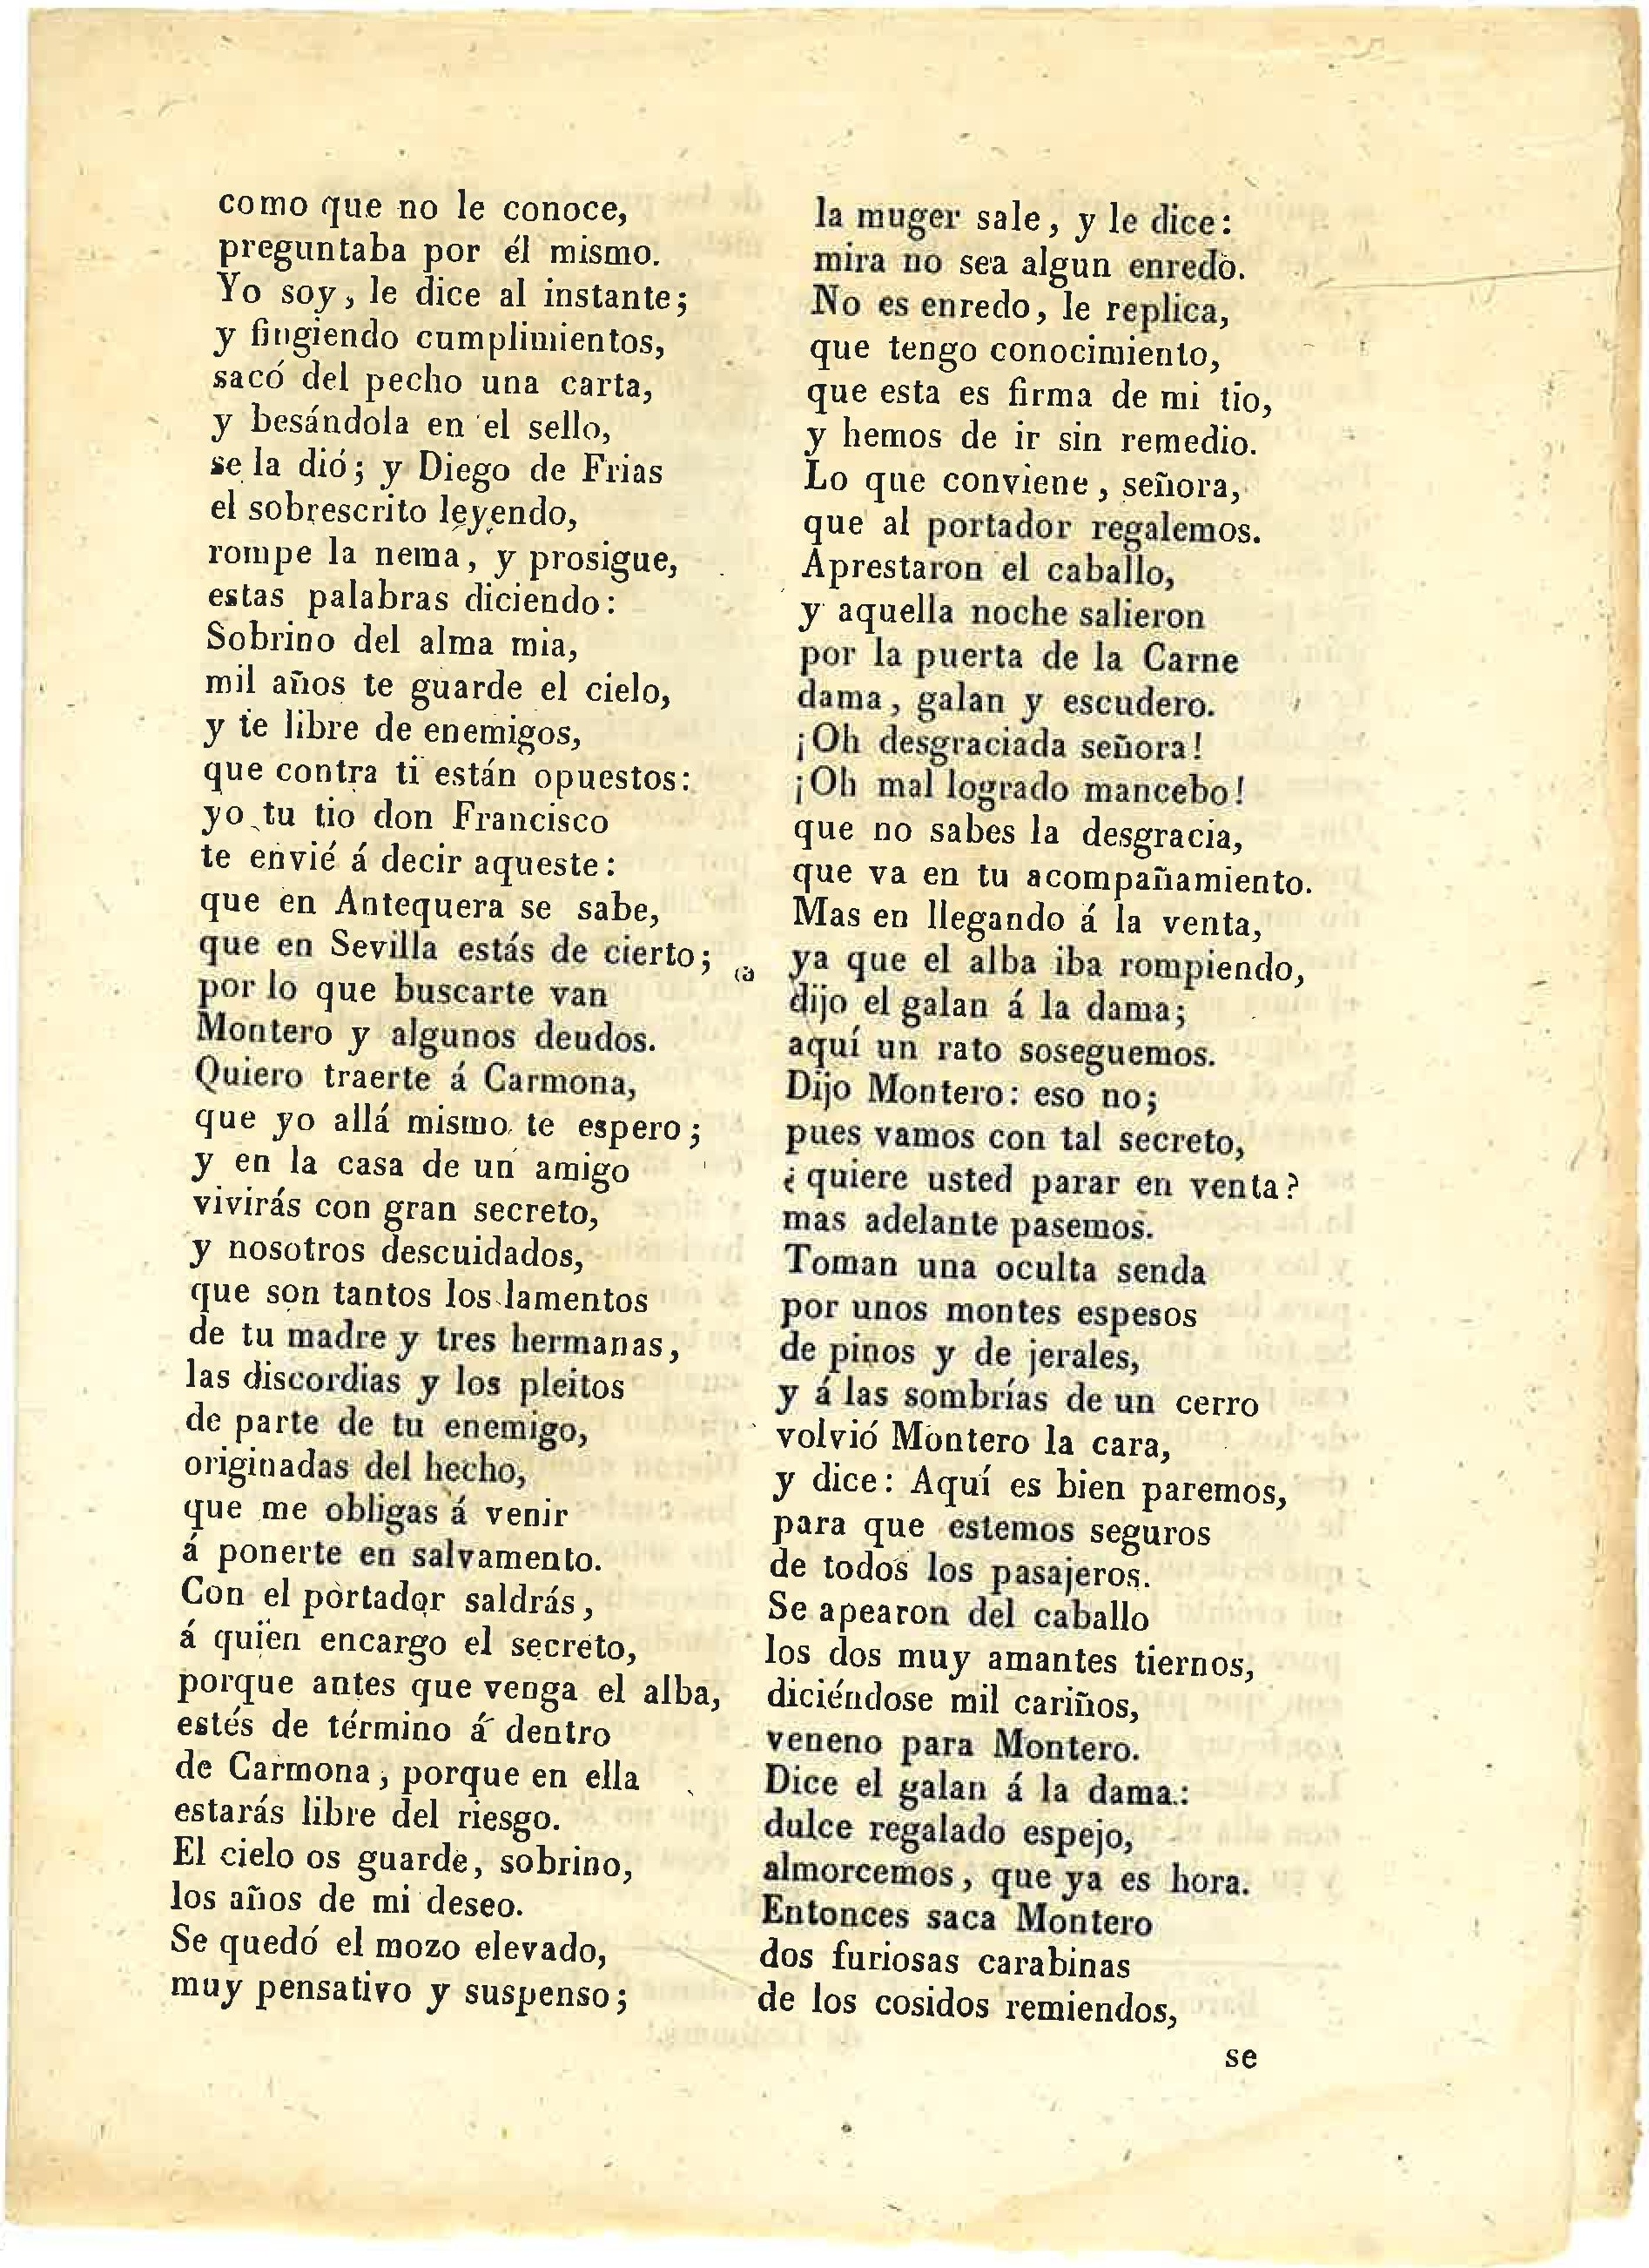 como que no le conoce,
preguntaba por él mismo.
Yo soy, le dice al instante;
y fingiendo cumplimientos,
sacó del pecho una carta,
y besándola en el sello,
se la dió; y Diego de Frias
el sobrescrito leyendo,
rompe la nema, y prosigue,
estas palabras diciendo:
Sobrino del alma mia,
mil años te guarde el cielo,
y te libre de enemigos,
que contra ti están opuestos:
yo tu tio don Francisco
te envié á decir aqueste:
que en Antequera se sabe,
que en Sevilla estás de cierto;
por lo que buscarte van
Montero y algunos deudos.
Quiero traerte á Carmona,
que yo allá mismo te espero;
y en la casa de un amigo
vivirás con gran secreto,
y nosotros descuidados,
que son tantos los lamentos
de tu madre y tres hermanas,
las discordias y los pleitos
de parte de tu enemigo,
originadas del hecho,
que me obligas á venir
á ponerte en salvamento.
Con el portador saldrás,
á quien encargo el secreto,
porque antes que venga el alba,
estés de término á dentro
de Carmona, porque en ella
estarás libre del riesgo.
El cielo os guarde, sobrino,
los años de mi deseo.
Se quedó el mozo elevado,
muy pensativo y suspenso;
la muger sale, y le dice:
mira no sea algun enredo.
No es enredo, le replica,
que tengo conocimiento,
que esta es firma de mi tio,
y hemos de ir sin remedio.
Lo que conviene, señora,
que al portador regalemos.
Aprestaron el caballo,
y aquella noche salieron
por la puerta de la Carne
dama, galan y escudero.
¡Oh desgraciada señora!
¡Oh mal logrado mancebo!
que no sabes la desgracia,
que va en tu acompañamiento.
Mas en llegando á la venta,
ya que el alba iba rompiendo,
dijo el galan á la dama;
aquí un rato soseguemos.
Dijo Montero: eso no;
pues vamos con tal secreto,
¿quiere usted parar en venta?
mas adelante pasemos.
Toman una oculta senda
por unos montes espesos
de pinos y de jerales,
y á las sombrías de un cerro
volvió Montero la cara,
y dice: Aquí es bien paremos,
para que estemos seguros
de todos los pasajeros.
Se apearon del caballo
los dos muy amantes tiernos,
diciéndose mil cariños,
veneno para Montero.
Dice el galan á la dama:
dulce regalado espejo,
almorcemos, que ya es hora.
Entonces saca Montero
dos furiosas carabinas
de los cosidos remiendos,
se